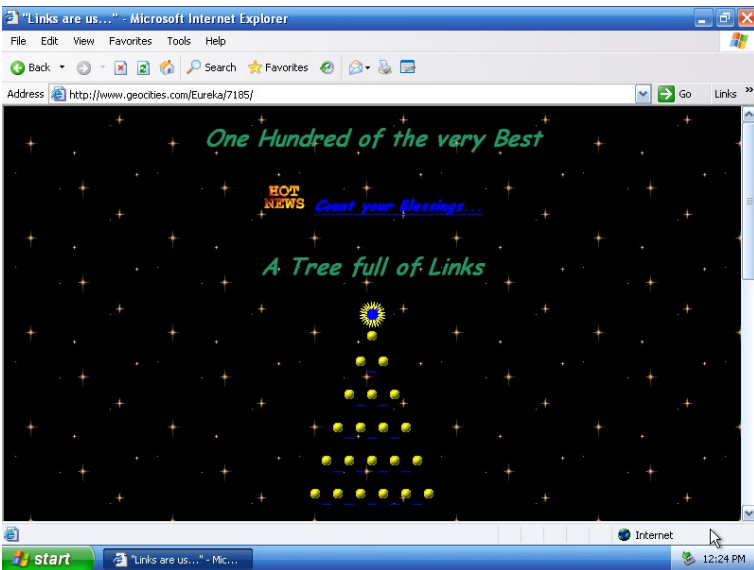 "Links are us..." - Microsoft Internet Explorer
File Edit View Favorites Tools Help
Back Search Favorites
Address http://www.geocities.com/Eureka/7185/ Go Links »
One Hundred of the very Best
HOT NEWS Count your Blessings...
A Tree full of Links
Internet
start "Links are us..." - Mic... 12:24 PM